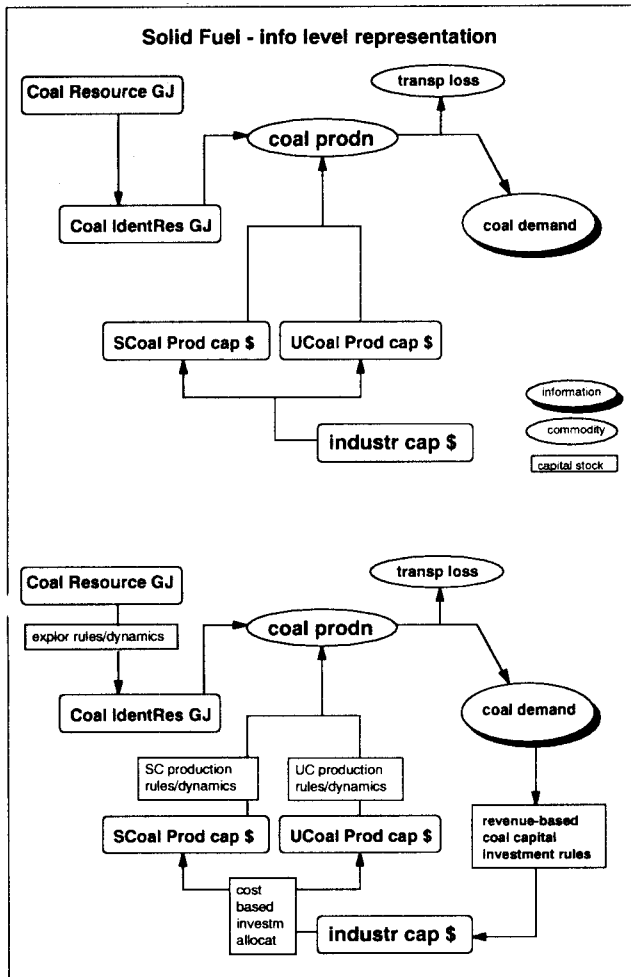 Solid Fuel - info level representation
transp loss
Coal Resource GJ
coal prodn
Coal IdentRes GJ
coal demand
SCoal Prod cap $
UCoal Prod cap $
information
commodity
industr cap $
capital stock
transp loss
Coal Resource GJ
coal prodn
explor rules/dynamics
Coal IdentRes GJ
coal demand
SC production
rules/dynamics
UC production
rules/dynamics
revenue-based
coal capital
investment rules
SCoal Prod cap $
UCoal Prod cap $
cost
based
investm
allocat
industr cap $